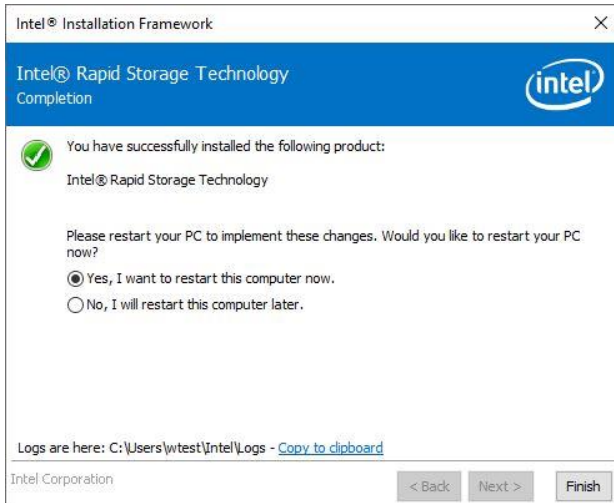 Intel® Installation Framework
Intel® Rapid Storage Technology
Completion
intel
You have successfully installed the following product:
Intel® Rapid Storage Technology
Please restart your PC to implement these changes. Would you like to restart your PC
now?
Yes, I want to restart this computer now.
No, I will restart this computer later.
Logs are here: C:\Users\wtest\Intel\Logs - Copy to clipboard
Intel Corporation
< Back
Next >
Finish